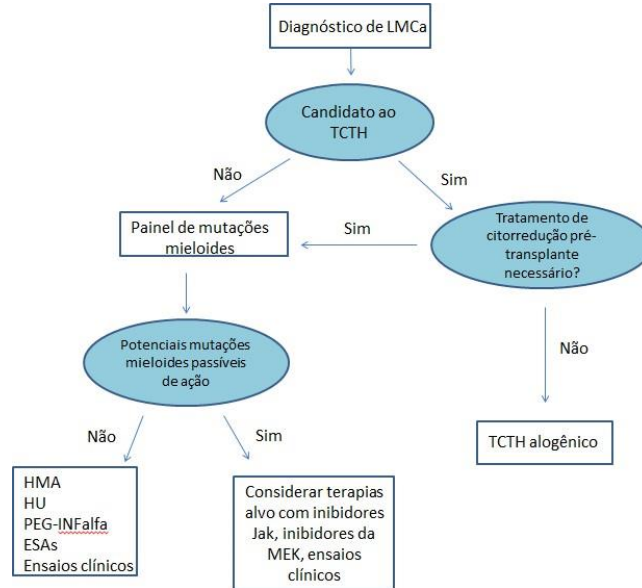 Diagnóstico de LMCa
Candidato ao
TCTH
Não
Sim
Painel de mutações
mieloides
Sim
Tratamento de
citorredução pré-
transplante
necessário?
Potenciais mutações
mieloides passíveis
de ação
Não
Não
Sim
TCTH alogênico
HMA
HU
PEG-INFalfa
ESAs
Ensaios clínicos
Considerar terapias
alvo com inibidores
Jak, inibidores da
MEK, ensaios
clínicos